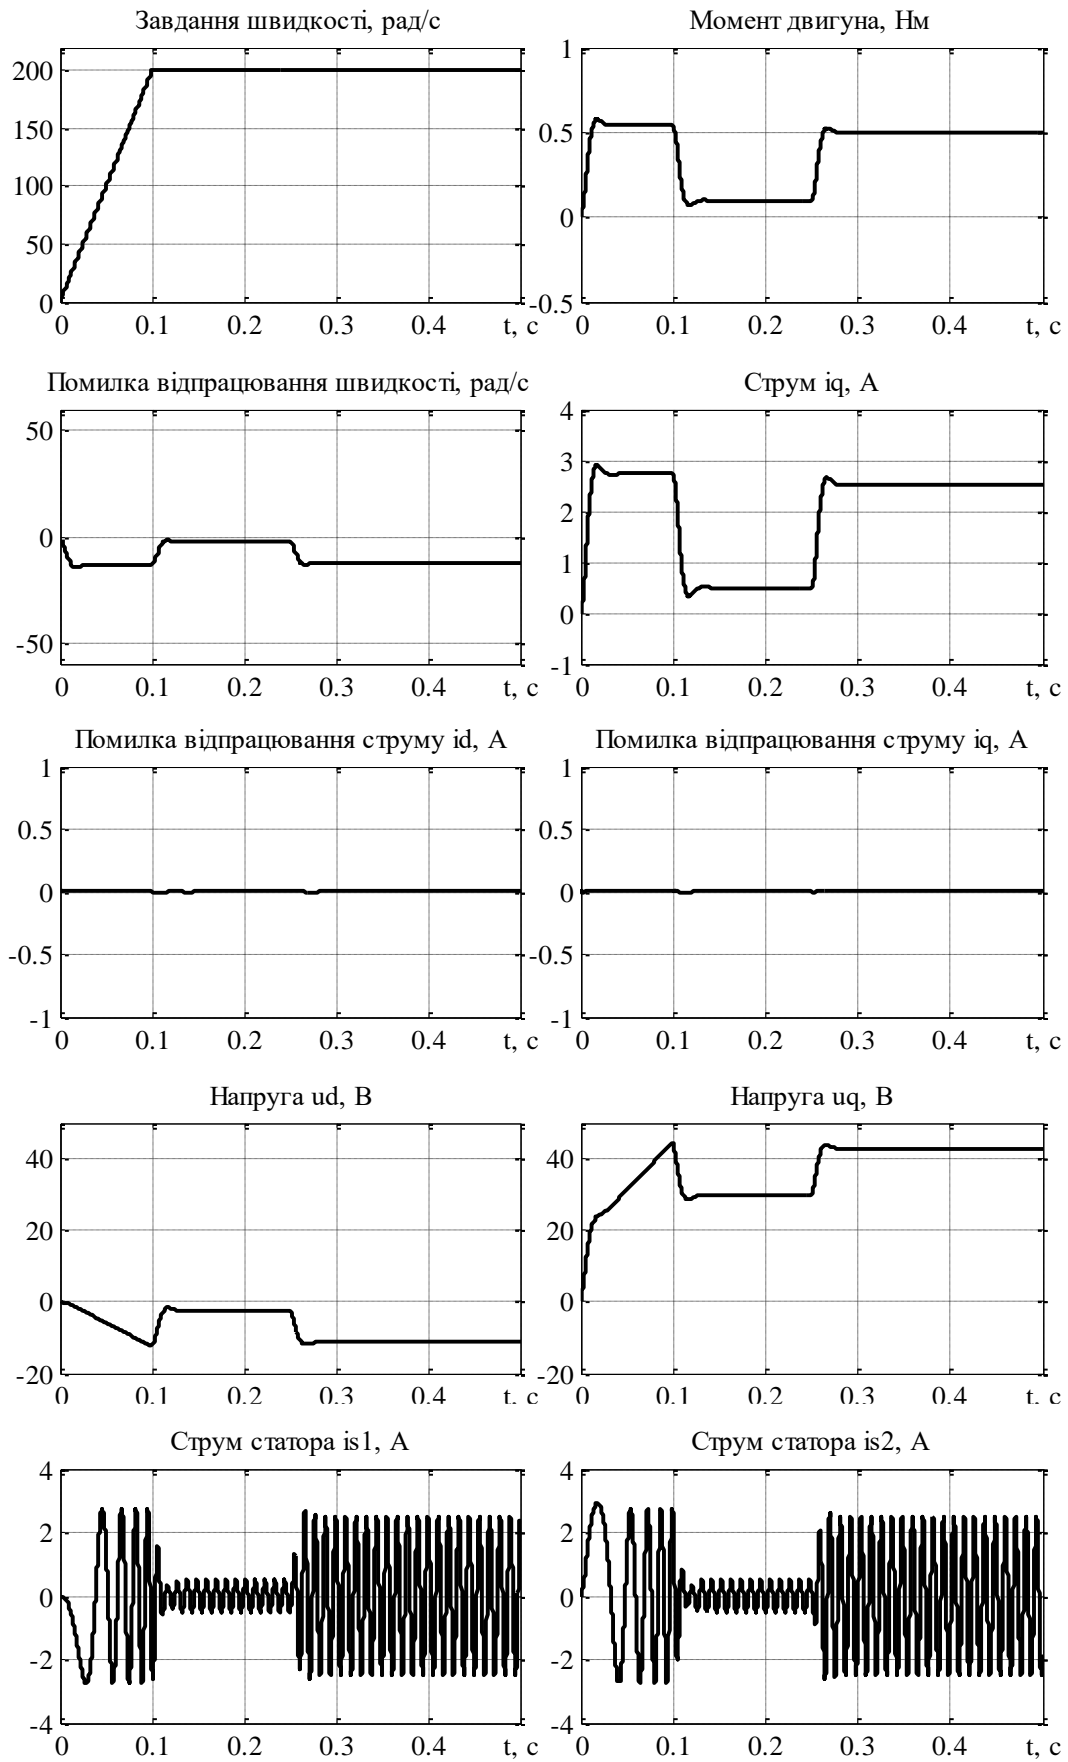 Завдання швидкості, рад/с
200
150
100
50
0
0 0.1 0.2 0.3 0.4 t, с
Момент двигуна, Нм
1
0.5
0
-0.5
0 0.1 0.2 0.3 0.4 t, с
Помилка відпрацювання швидкості, рад/с
50
0
-50
0 0.1 0.2 0.3 0.4 t, с
Струм iq, А
4
3
2
1
0
-1
0 0.1 0.2 0.3 0.4 t, с
Помилка відпрацювання струму id, А
1
0.5
0
-0.5
-1
0 0.1 0.2 0.3 0.4 t, с
Помилка відпрацювання струму iq, А
1
0.5
0
-0.5
-1
0 0.1 0.2 0.3 0.4 t, с
Напруга ud, В
40
20
0
-20
0 0.1 0.2 0.3 0.4 t, с
Напруга uq, В
40
20
0
-20
0 0.1 0.2 0.3 0.4 t, с
Струм статора is1, А
4
2
0
-2
-4
0 0.1 0.2 0.3 0.4 t, с
Струм статора is2, А
4
2
0
-2
-4
0 0.1 0.2 0.3 0.4 t, с